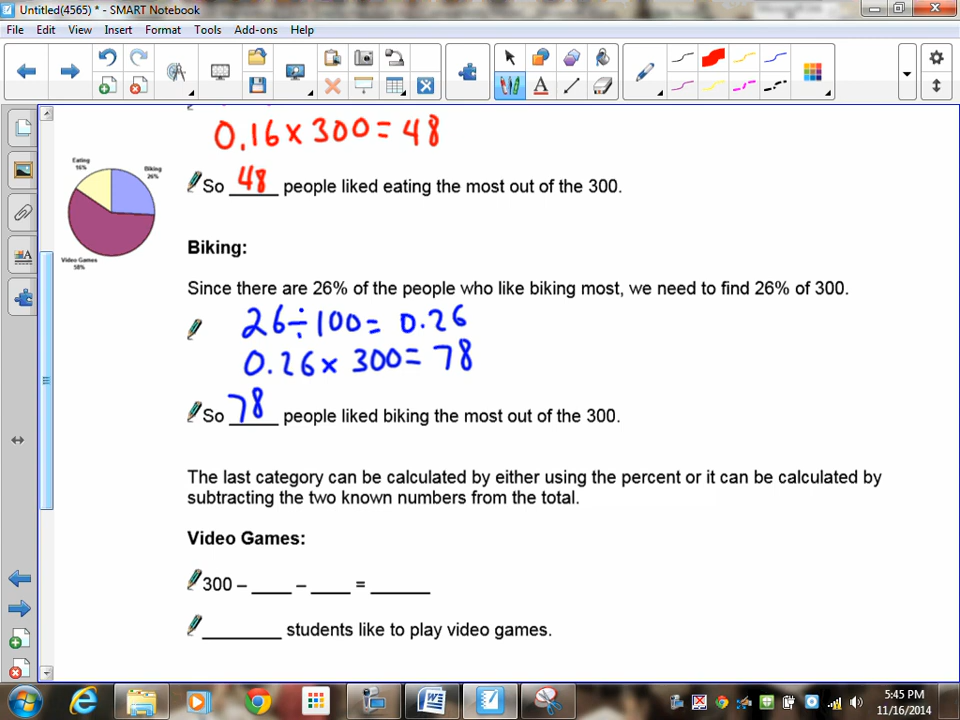 Untitled(4565) * - SMART Notebook
File Edit View Insert Format Tools Add-ons Help
0.16 x 300 = 48
Eating
16%
Biking
26%
Video Games
58%
So 48 people liked eating the most out of the 300.
Biking:
Since there are 26% of the people who like biking most, we need to find 26% of 300.
26 ÷ 100 = 0.26
0.26 x 300 = 78
So 78 people liked biking the most out of the 300.
The last category can be calculated by either using the percent or it can be calculated by
subtracting the two known numbers from the total.
Video Games:
300 – ____ – ____ = ______
________ students like to play video games.
5:45 PM
11/16/2014